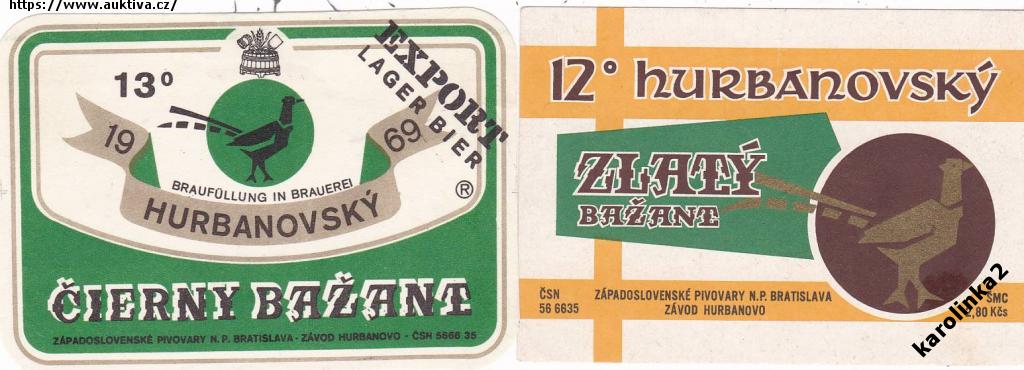 https://www.auktiva.cz/
13°
EXPORT
LAGER BIER
19 69
BRAUFÜLLUNG IN BRAUEREI
HURBANOVSKÝ
®
ČIERNY BAŽANT
ZÁPADOSLOVENSKÉ PIVOVARY N. P. BRATISLAVA - ZÁVOD HURBANOVO - ČSN 5666 35
12° HURBANOVSKÝ
ZLATÝ
BAŽANT
ČSN
56 6635
ZÁPADOSLOVENSKÉ PIVOVARY N.P. BRATISLAVA
ZÁVOD HURBANOVO
SMC
,80 Kčs
karolinka2